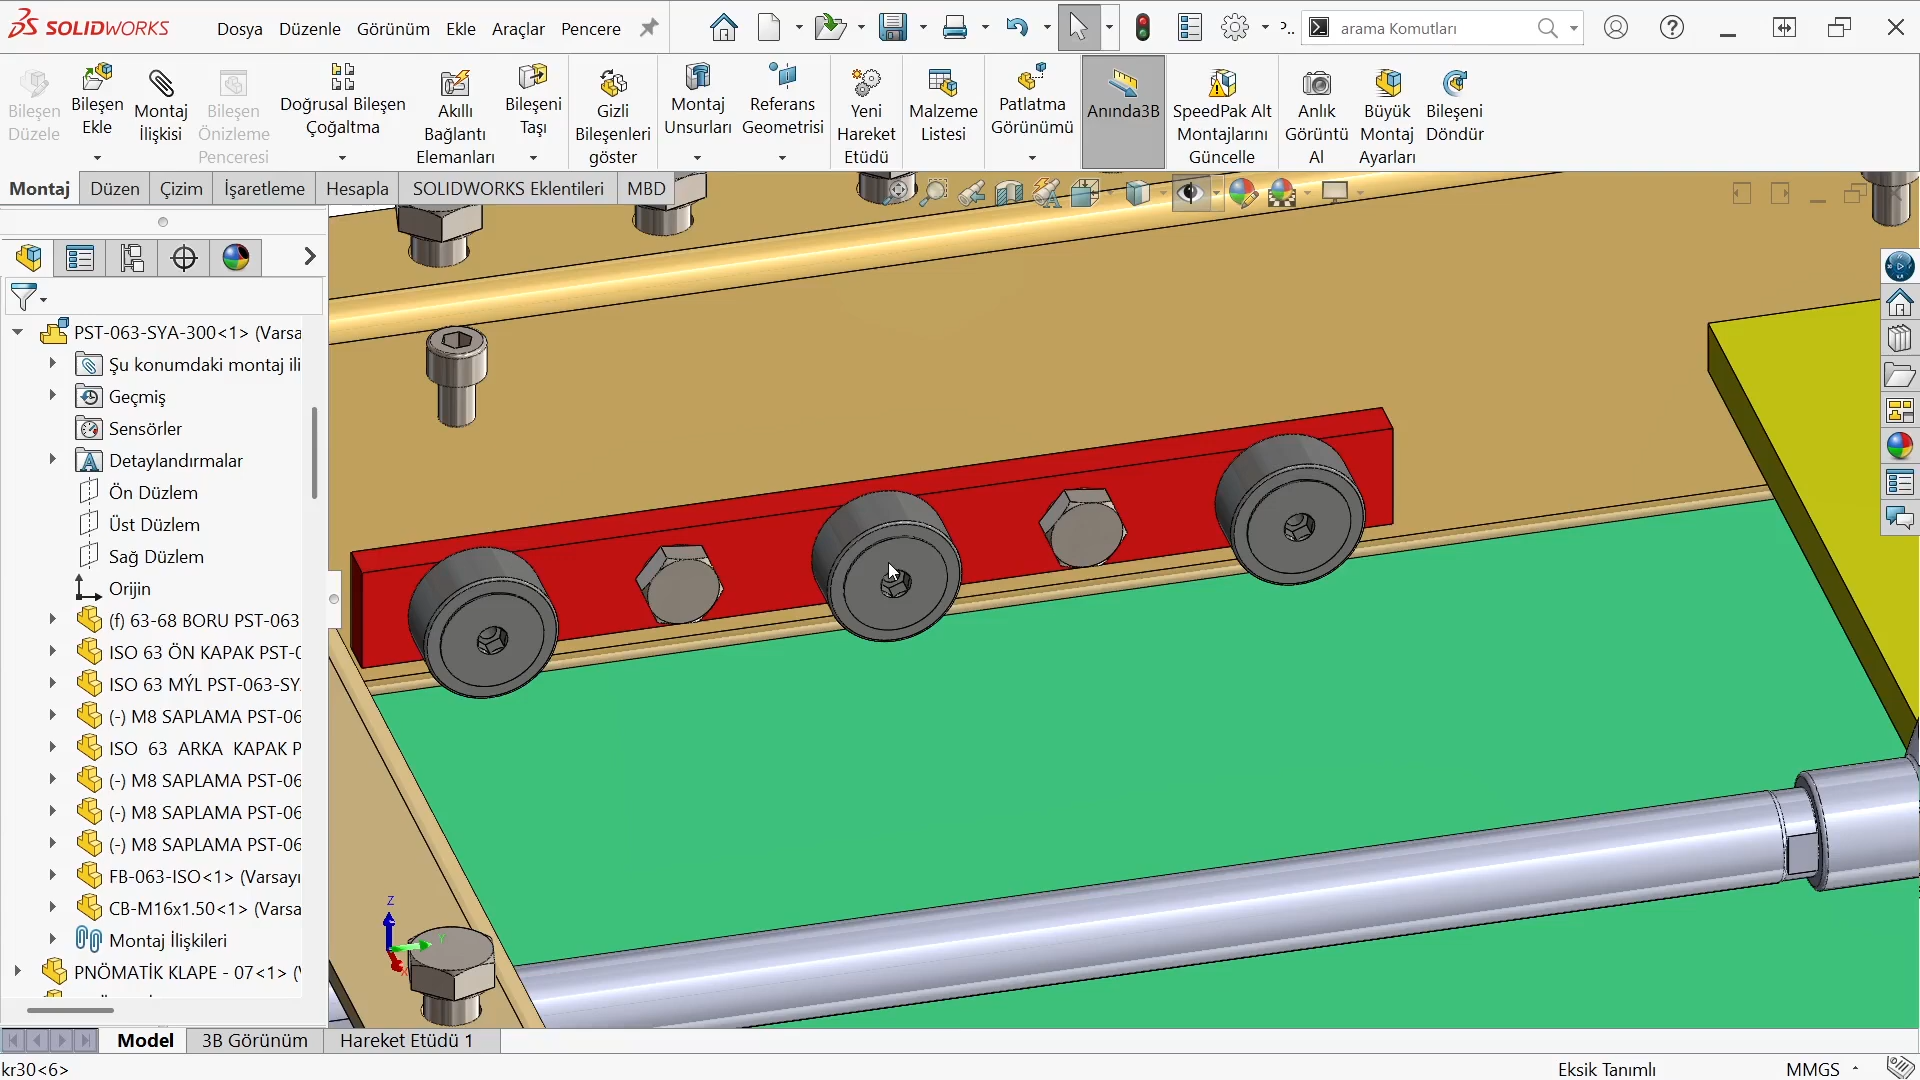 SOLIDWORKS
Dosya Düzenle Görünüm Ekle Araçlar Pencere
arama Komutları
Bileşen Düzele
Bileşen Ekle
Montaj İlişkisi
Bileşen Önizleme Penceresi
Doğrusal Bileşen Çoğaltma
Akıllı Bağlantı Elemanları
Bileşeni Taşı
Gizli Bileşenleri göster
Montaj Unsurları
Referans Geometrisi
Yeni Hareket Etüdü
Malzeme Listesi
Patlatma Görünümü
Anında3B
SpeedPak Alt Montajlarını Güncelle
Anlık Görüntü Al
Büyük Montaj Ayarları
Bileşeni Döndür
Montaj Düzen Çizim İşaretleme Hesapla SOLIDWORKS Eklentileri MBD
PST-063-SYA-300<1> (Varsa
Şu konumdaki montaj ili
Geçmiş
Sensörler
Detaylandırmalar
Ön Düzlem
Üst Düzlem
Sağ Düzlem
Orijin
(f) 63-68 BORU PST-063
ISO 63 ÖN KAPAK PST-0
ISO 63 MÝL PST-063-SY
(-) M8 SAPLAMA PST-06
ISO 63 ARKA KAPAK P
(-) M8 SAPLAMA PST-06
(-) M8 SAPLAMA PST-06
(-) M8 SAPLAMA PST-06
FB-063-ISO<1> (Varsayı
CB-M16x1.50<1> (Varsa
Montaj İlişkileri
PNÖMATİK KLAPE - 07<1> (V
Z
Y
X
Model 3B Görünüm Hareket Etüdü 1
kr30<6> Eksik Tanımlı MMGS